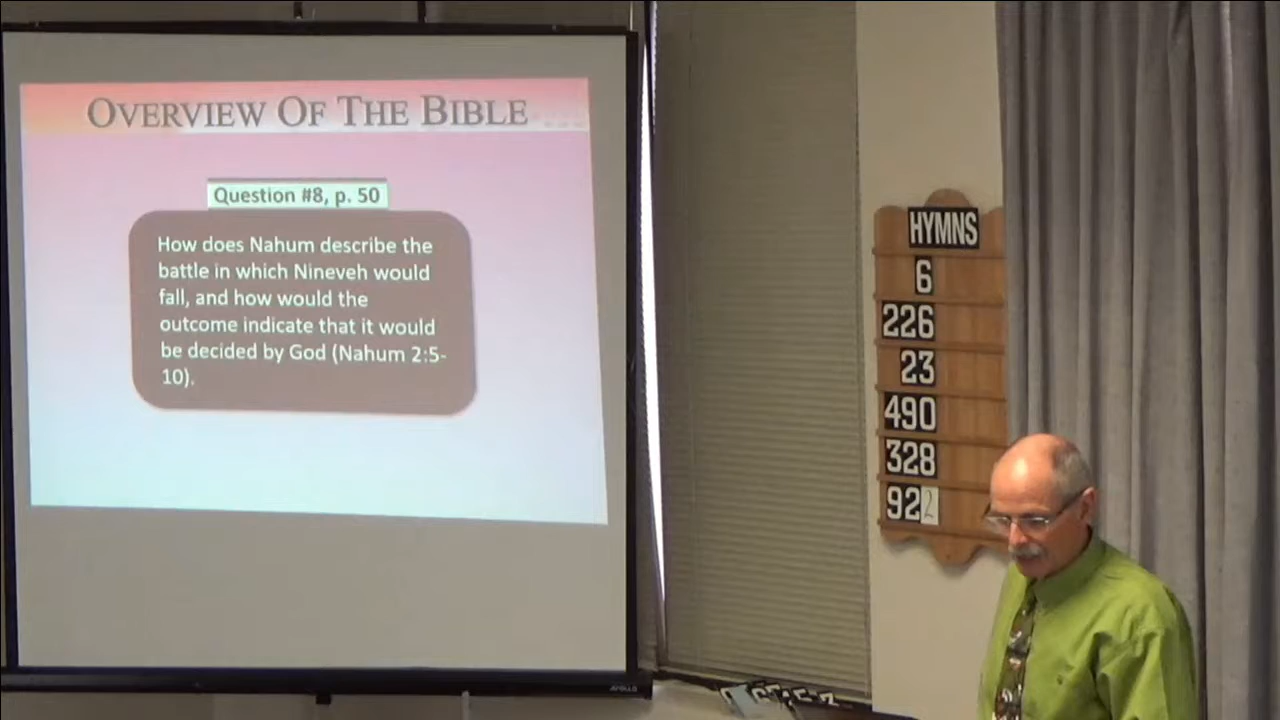 OVERVIEW OF THE BIBLE ...
Question #8, p. 50
How does Nahum describe the
battle in which Nineveh would
fall, and how would the
outcome indicate that it would
be decided by God (Nahum 2:5-
10).
HYMNS
6
226
23
490
328
922
APOLLO